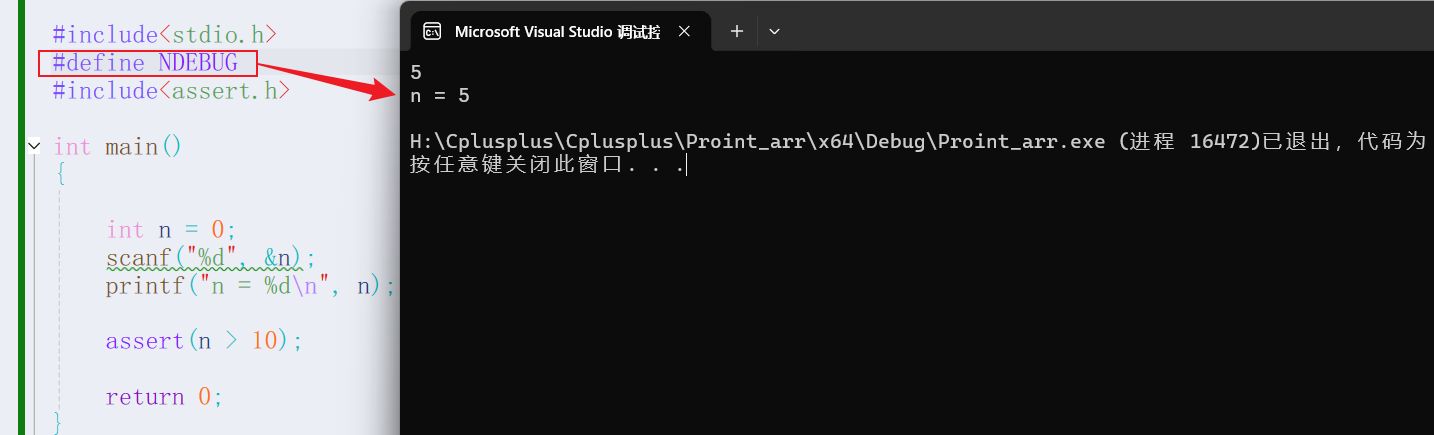 #include<stdio.h>
#define NDEBUG
#include<assert.h>
int main()
{
int n = 0;
scanf("%d", &n);
printf("n = %d\n", n);
assert(n > 10);
return 0;
}
Microsoft Visual Studio 调试控
5
n = 5
H:\Cplusplus\Cplusplus\Proint_arr\x64\Debug\Proint_arr.exe (进程 16472)已退出，代码为
按任意键关闭此窗口. . .